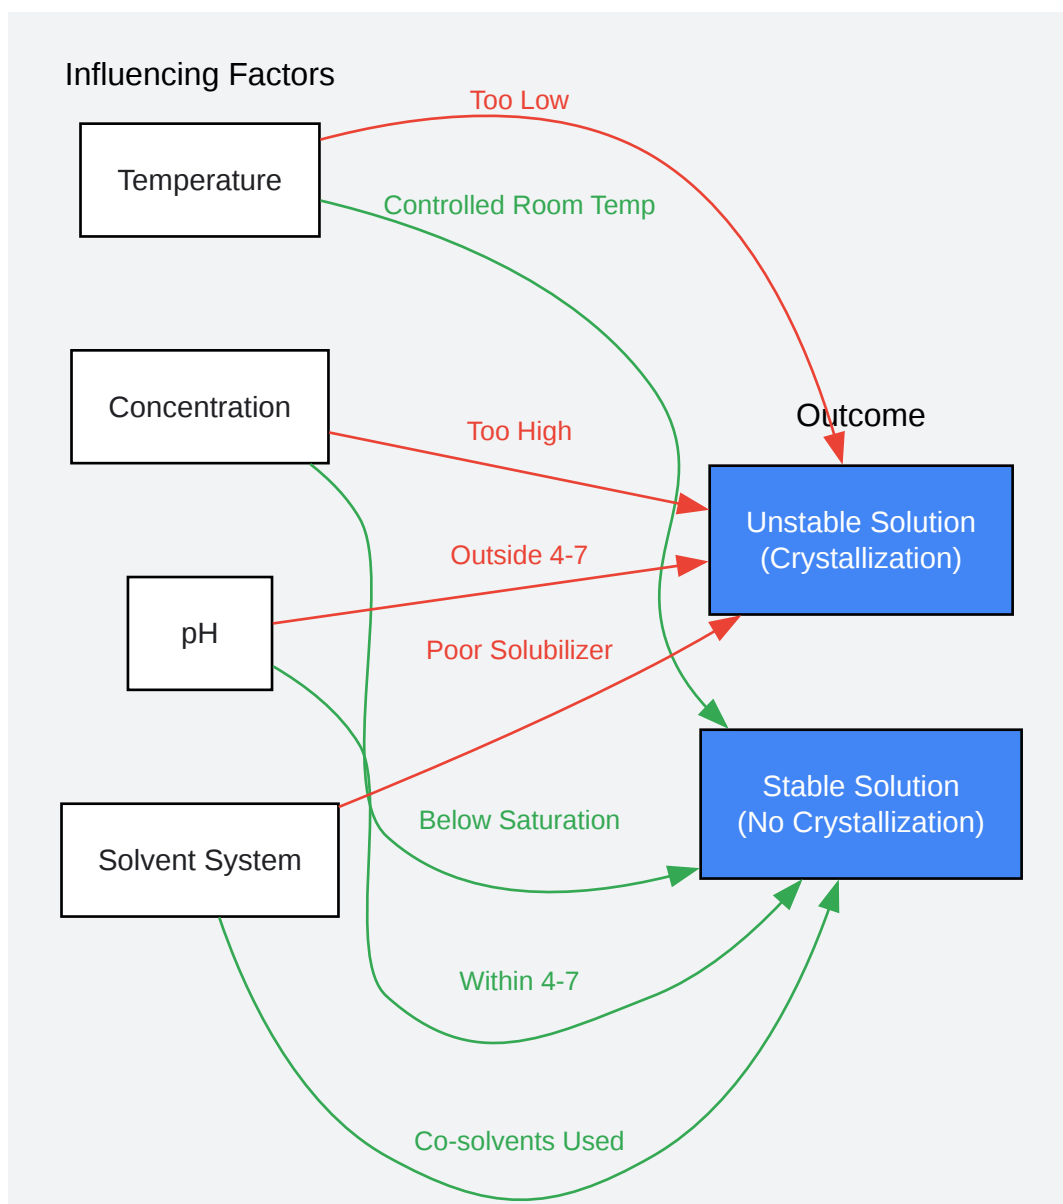 Influencing Factors
Too Low
Temperature
Controlled Room Temp
Concentration
Too High
Outcome
Unstable Solution
(Crystallization)
Outside 4-7
pH
Poor Solubilizer
Stable Solution
(No Crystallization)
Below Saturation
Solvent System
Within 4-7
Co-solvents Used